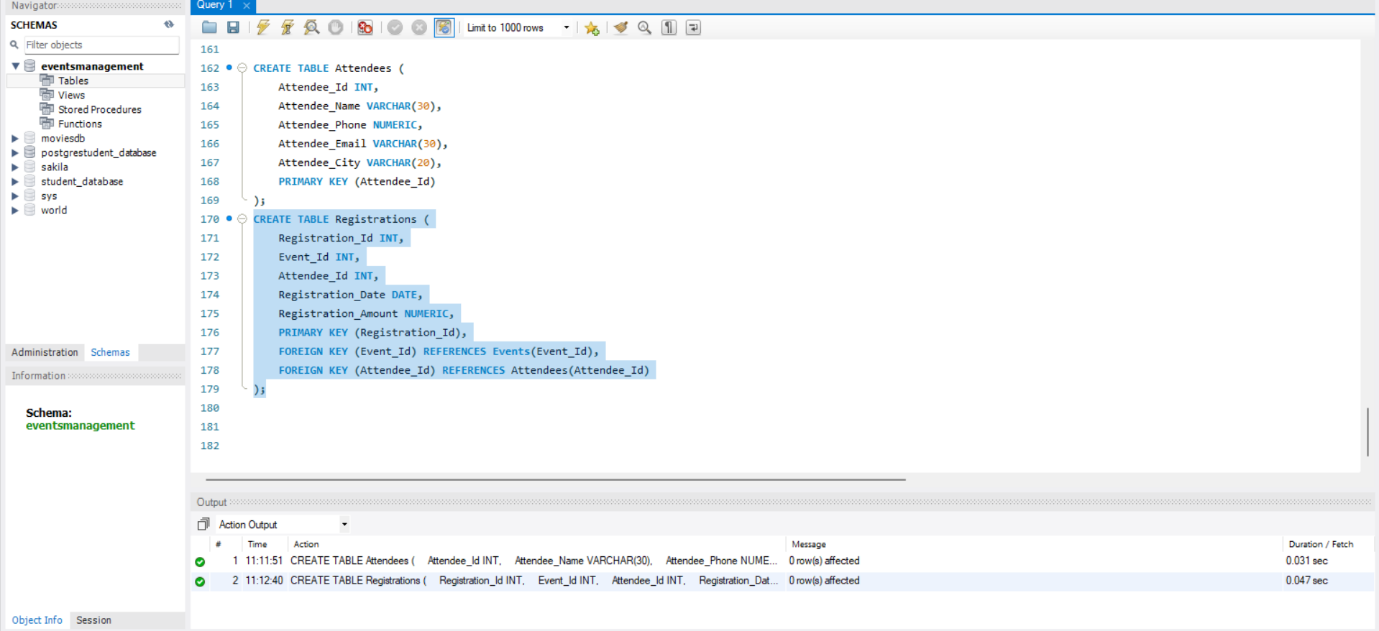 Navigator
SCHEMAS
Filter objects
eventsmanagement
Tables
Views
Stored Procedures
Functions
moviesdb
postgrestudent_database
sakila
student_database
sys
world
Administration Schemas
Information
Schema:
eventsmanagement
Object Info Session
Query 1
Limit to 1000 rows
161
162 CREATE TABLE Attendees (
163 Attendee_Id INT,
164 Attendee_Name VARCHAR(30),
165 Attendee_Phone NUMERIC,
166 Attendee_Email VARCHAR(30),
167 Attendee_City VARCHAR(20),
168 PRIMARY KEY (Attendee_Id)
169 );
170 CREATE TABLE Registrations (
171 Registration_Id INT,
172 Event_Id INT,
173 Attendee_Id INT,
174 Registration_Date DATE,
175 Registration_Amount NUMERIC,
176 PRIMARY KEY (Registration_Id),
177 FOREIGN KEY (Event_Id) REFERENCES Events(Event_Id),
178 FOREIGN KEY (Attendee_Id) REFERENCES Attendees(Attendee_Id)
179 );
180
181
182
Output
Action Output
# Time Action Message Duration / Fetch
1 11:11:51 CREATE TABLE Attendees ( Attendee_Id INT, Attendee_Name VARCHAR(30), Attendee_Phone NUME... 0 row(s) affected 0.031 sec
2 11:12:40 CREATE TABLE Registrations ( Registration_Id INT, Event_Id INT, Attendee_Id INT, Registration_Dat... 0 row(s) affected 0.047 sec